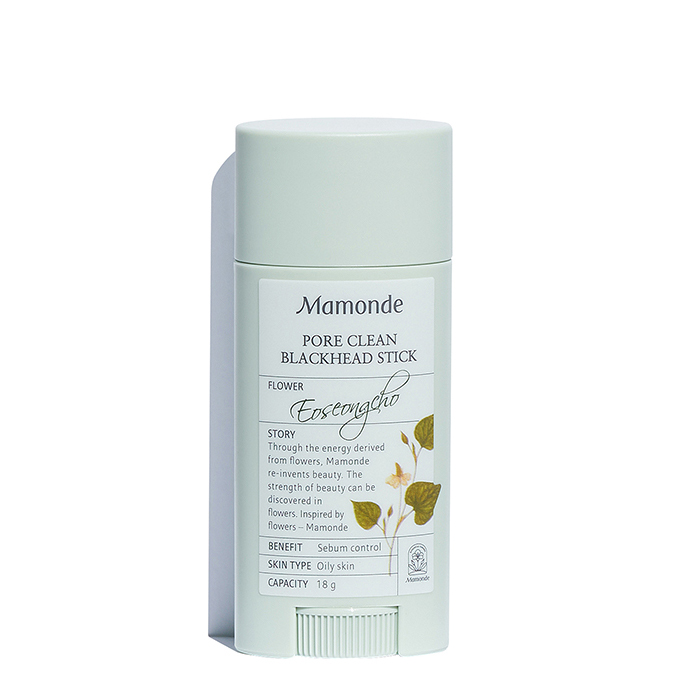 Mamonde
PORE CLEAN
BLACKHEAD STICK
FLOWER
Eoseongcho
STORY
Through the energy derived
from flowers, Mamonde
re-invents beauty. The
strength of beauty can be
discovered in
flowers. Inspired by
flowers – Mamonde
BENEFIT Sebum control
SKIN TYPE Oily skin
CAPACITY 18 g
Mamonde